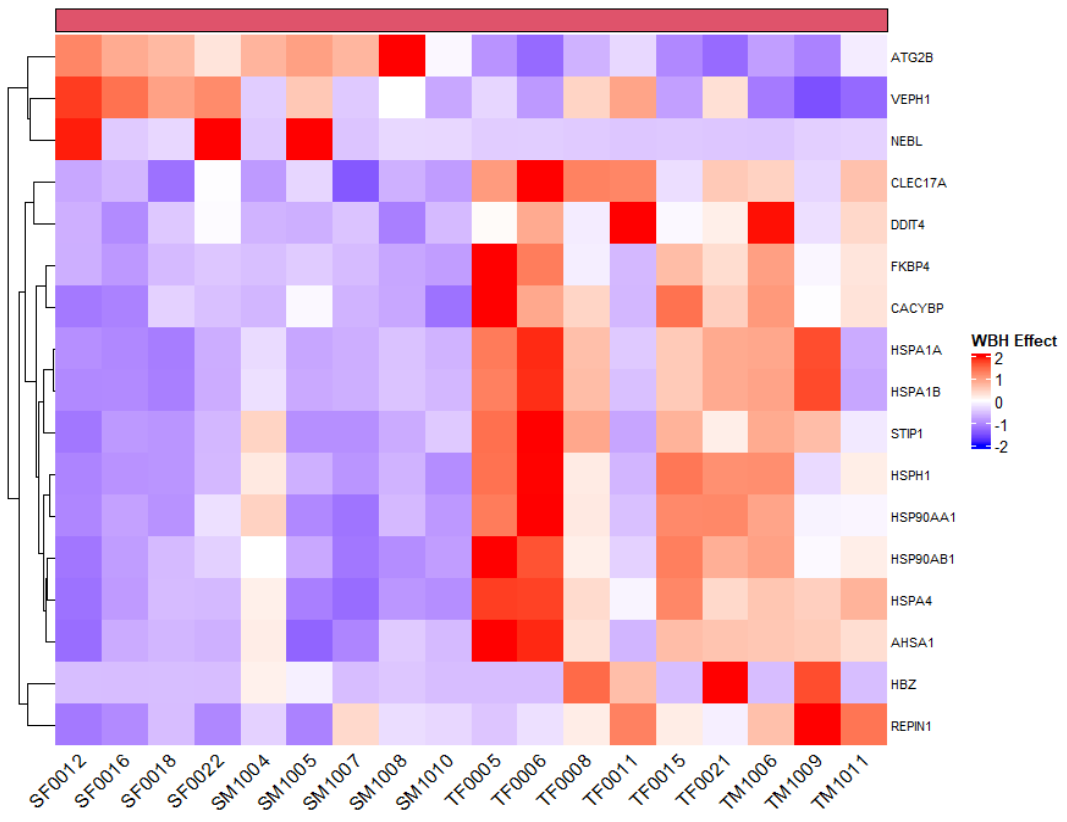 ATG2B
VEPH1
NEBL
CLEC17A
DDIT4
FKBP4
CACYBP
HSPA1A
HSPA1B
STIP1
HSPH1
HSP90AA1
HSP90AB1
HSPA4
AHSA1
HBZ
REPIN1
WBH Effect
2
1
0
-1
-2
SF0012 SF0016 SF0018 SF0022 SM1004 SM1005 SM1007 SM1008 SM1010 TF0005 TF0006 TF0008 TF0011 TF0015 TF0021 TM1006 TM1009 TM1011